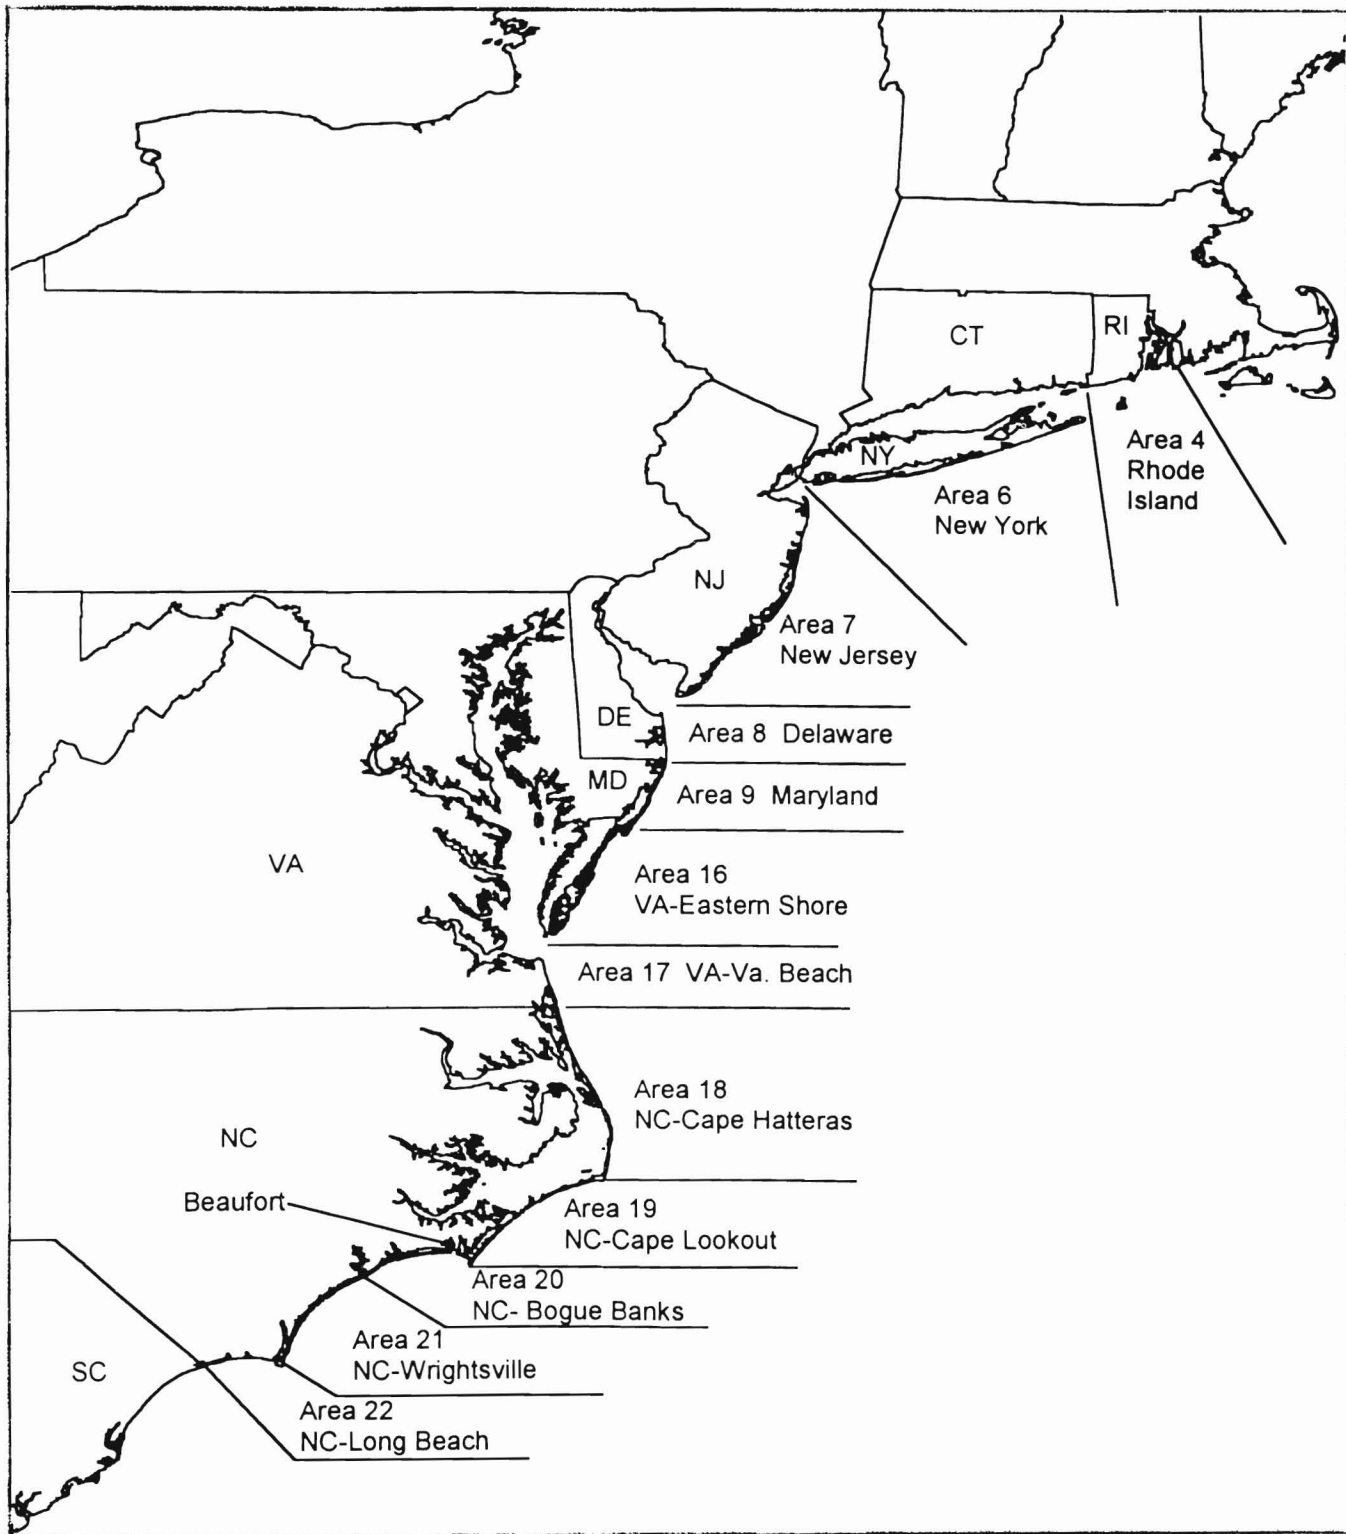 CT
RI
NY
Area 4
Rhode
Island
Area 6
New York
NJ
Area 7
New Jersey
DE
Area 8 Delaware
MD
Area 9 Maryland
VA
Area 16
VA-Eastern Shore
Area 17 VA-Va. Beach
Area 18
NC-Cape Hatteras
NC
Beaufort
Area 19
NC-Cape Lookout
Area 20
NC- Bogue Banks
Area 21
NC-Wrightsville
SC
Area 22
NC-Long Beach